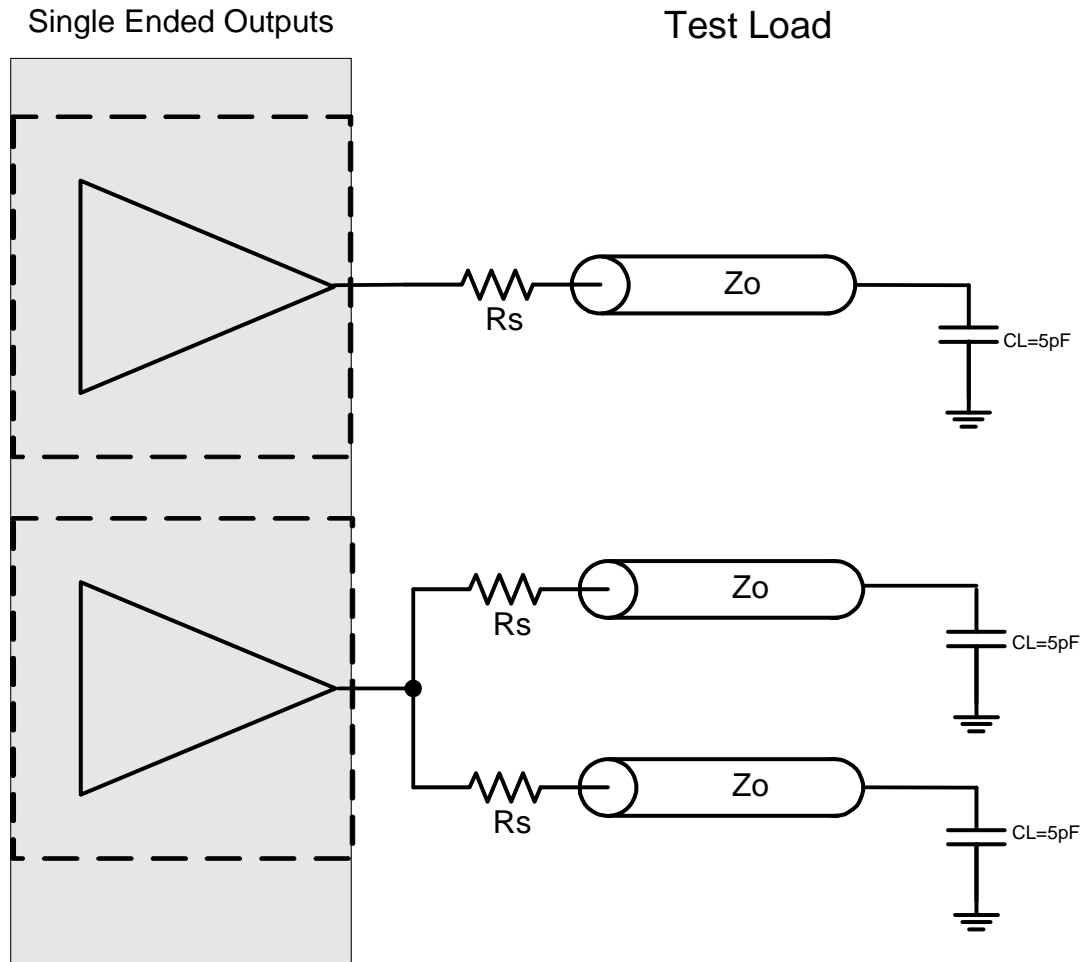 Single Ended Outputs
Test Load
Zo
Rs
CL=5pF
Zo
Rs
CL=5pF
Zo
Rs
CL=5pF